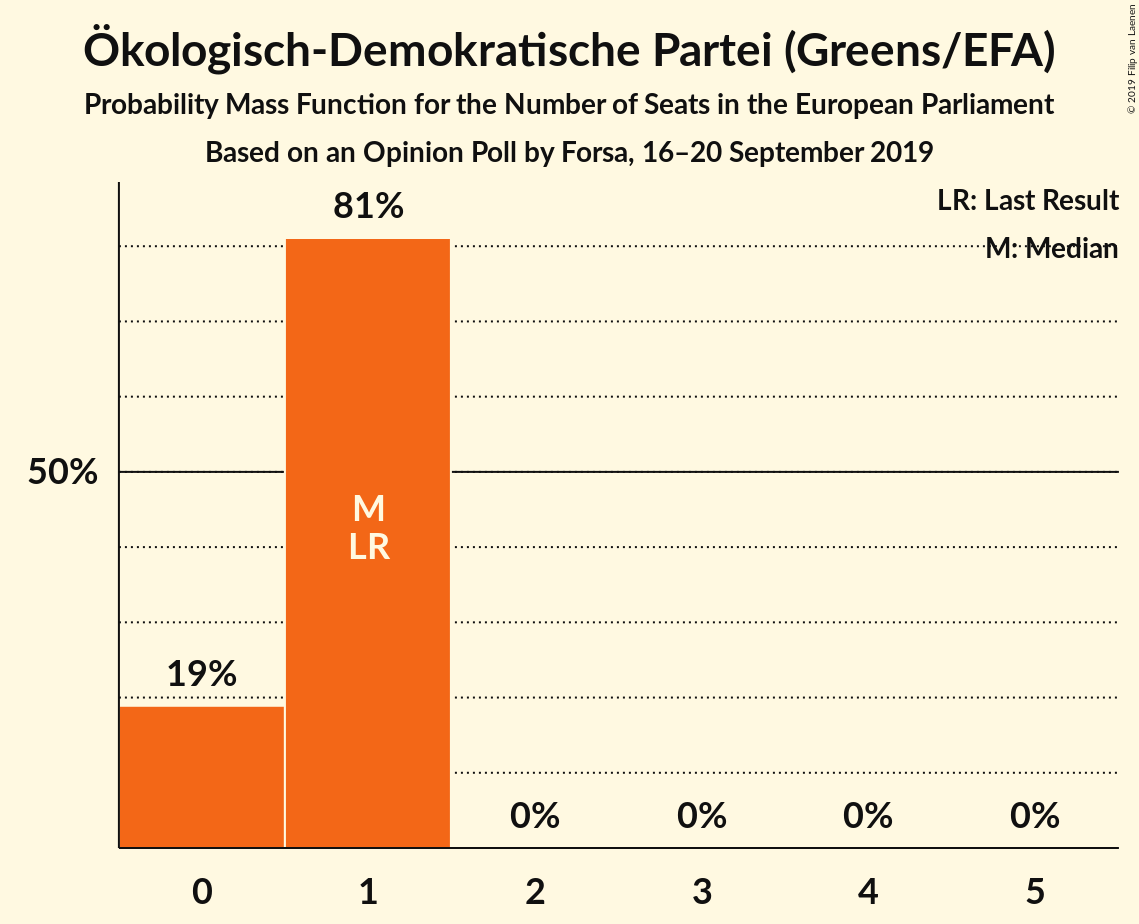 Ökologisch-Demokratische Partei (Greens/EFA)
Probability Mass Function for the Number of Seats in the European Parliament
Based on an Opinion Poll by Forsa, 16–20 September 2019
© 2019 Filip van Laenen
LR: Last Result
M: Median
81%
50%
M
LR
19%
0%
0%
0%
0%
0
1
2
3
4
5